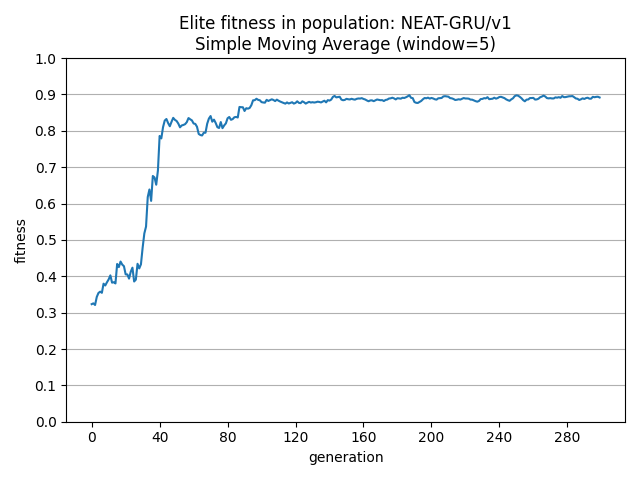 Elite fitness in population: NEAT-GRU/v1
Simple Moving Average (window=5)
fitness
1.0
0.9
0.8
0.7
0.6
0.5
0.4
0.3
0.2
0.1
0.0
0 40 80 120 160 200 240 280
generation